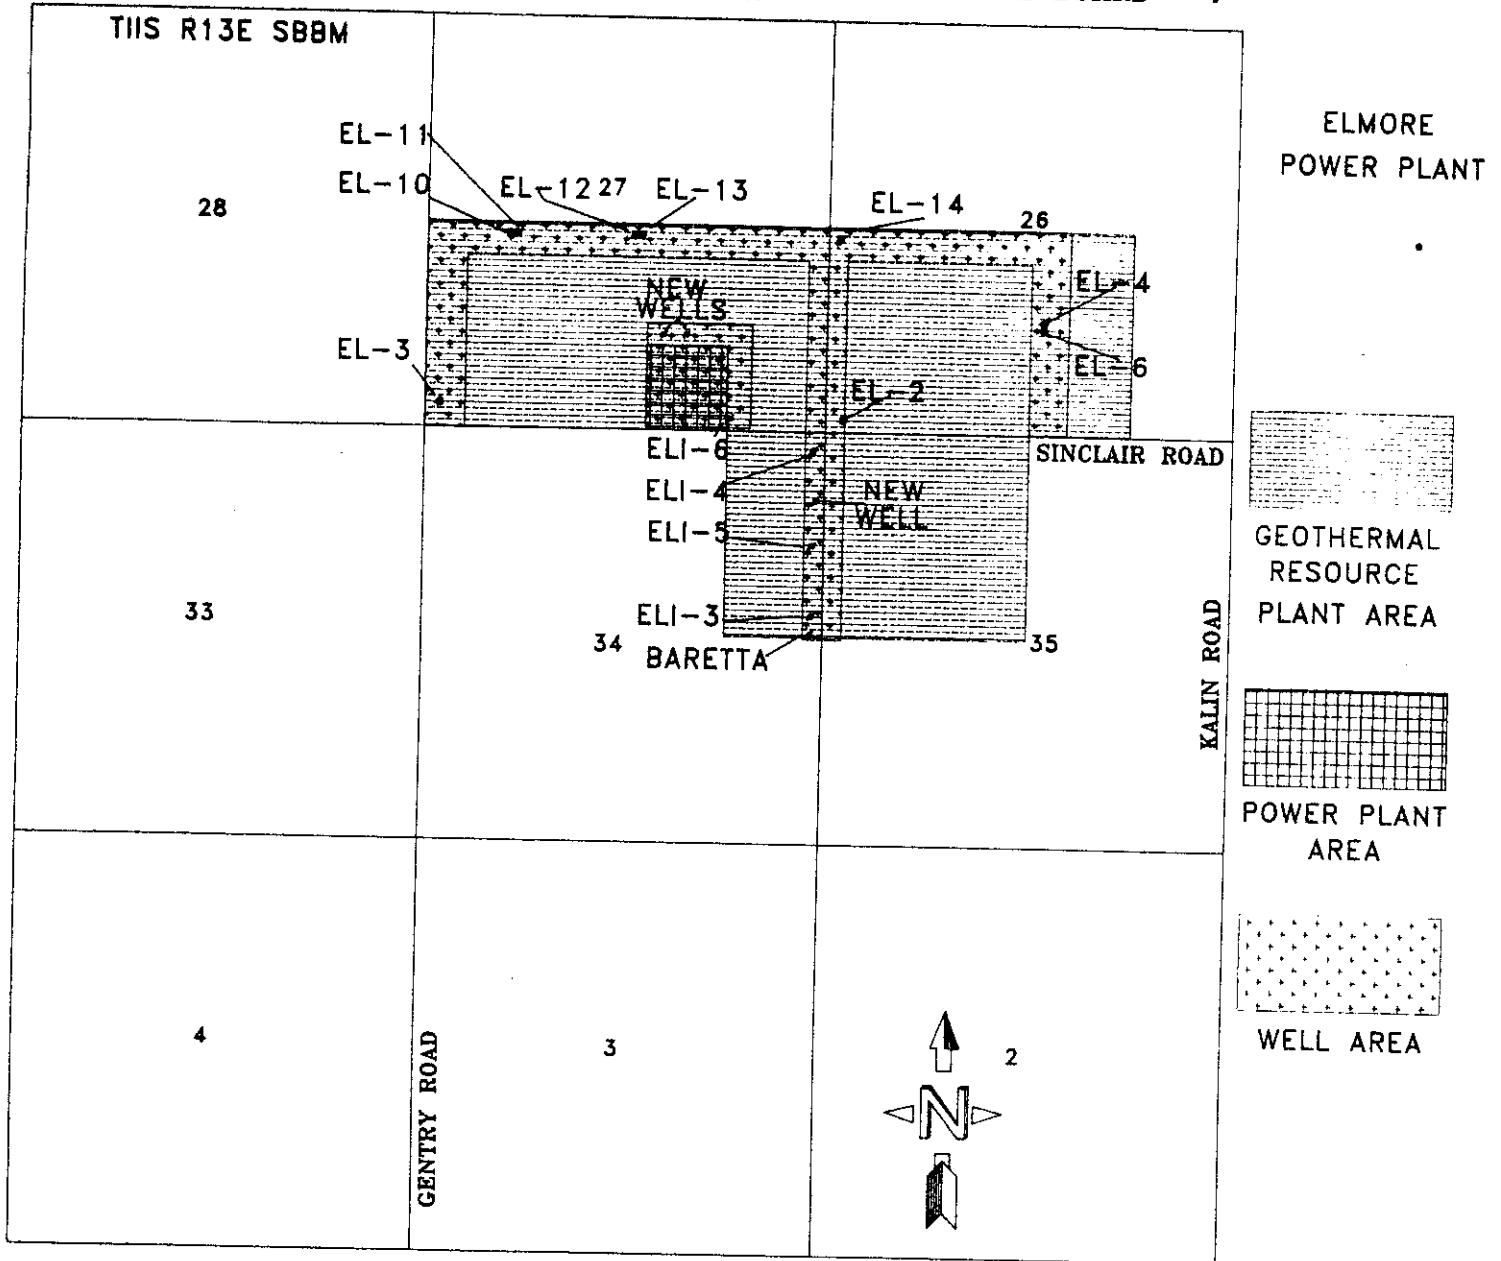 TIIS R13E SBBM
ELMORE
POWER PLANT
EL-11
EL-10
EL-12
27
EL-13
EL-14
26
28
EL-4
EL-6
NEW
WELLS
EL-3
EL-2
SINCLAIR ROAD
ELI-6
ELI-4
NEW
WELL
ELI-5
ELI-3
BARETTA
33
34
35
KALIN ROAD
GEOTHERMAL
RESOURCE
PLANT AREA
POWER PLANT
AREA
WELL AREA
4
GENTRY ROAD
3
2
N